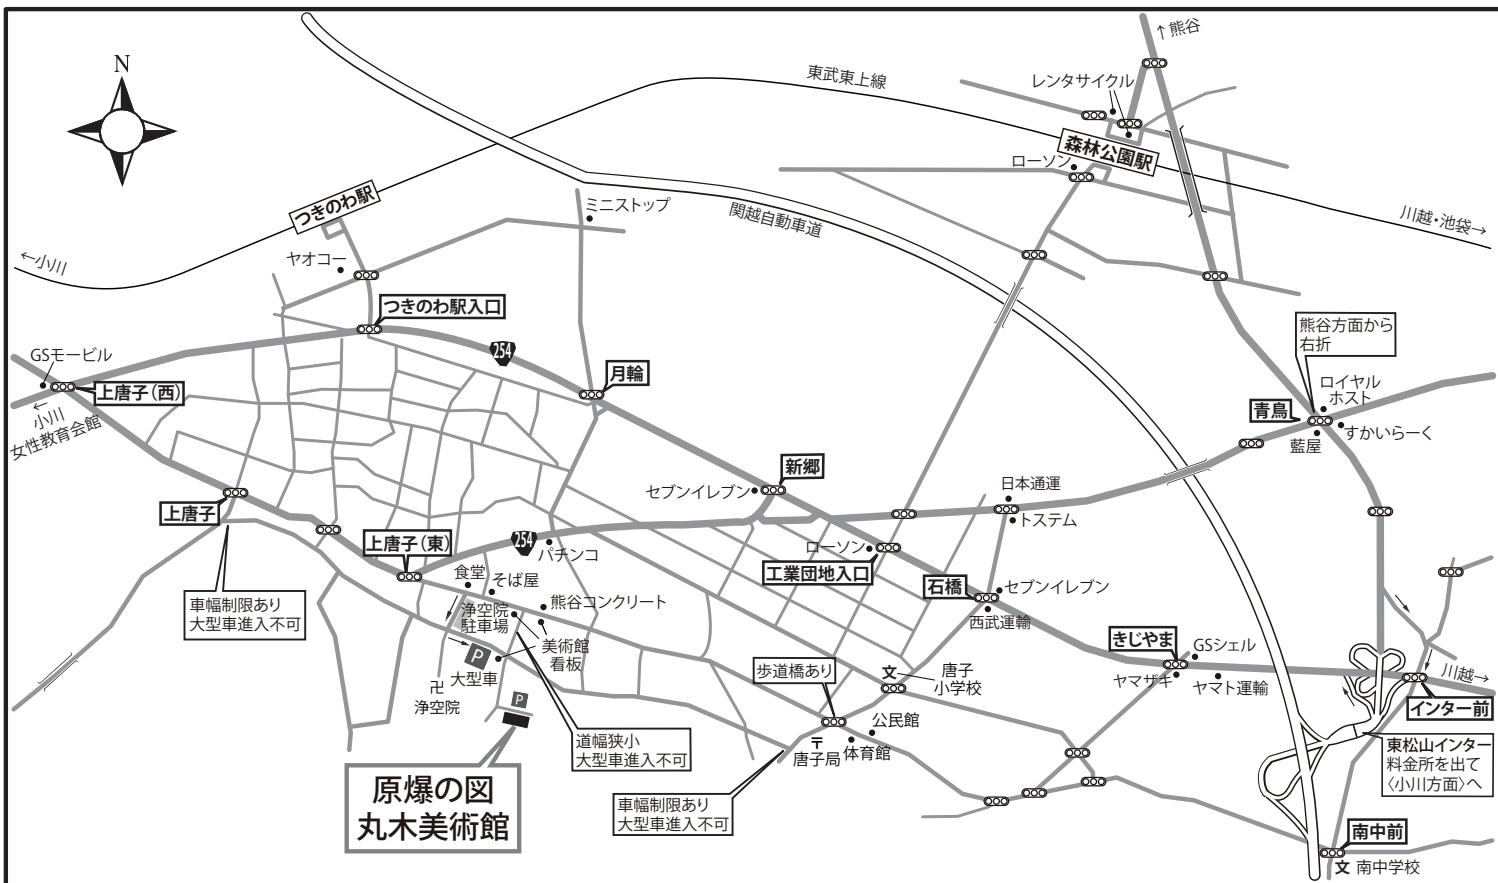 N
↑熊谷
レンタサイクル
東武東上線
森林公園駅
ローソン
つきのわ駅
ミニストップ
関越自動車道
川越・池袋→
←小川
ヤオコー
つきのわ駅入口
254
熊谷方面から
右折
GSモービル
上唐子(西)
月輪
ロイヤル
ホスト
青鳥
すかいらーく
藍屋
←
小川
女性教育会館
新郷
セブンイレブン
日本通運
トステム
上唐子
上唐子(東)
254
パチンコ
ローソン
工業団地入口
石橋
セブンイレブン
西武運輸
食堂
そば屋
車幅制限あり
大型車進入不可
浄空院
駐車場
熊谷コンクリート
美術館
看板
きじやま
GSシェル
ヤマザキ
ヤマト運輸
川越→
インター前
P
大型車
卍
浄空院
P
歩道橋あり
文
唐子
小学校
公民館
体育館
〒
唐子局
道幅狭小
大型車進入不可
東松山インター
料金所を出て
〈小川方面〉へ
原爆の図
丸木美術館
車幅制限あり
大型車進入不可
南中前
文 南中学校